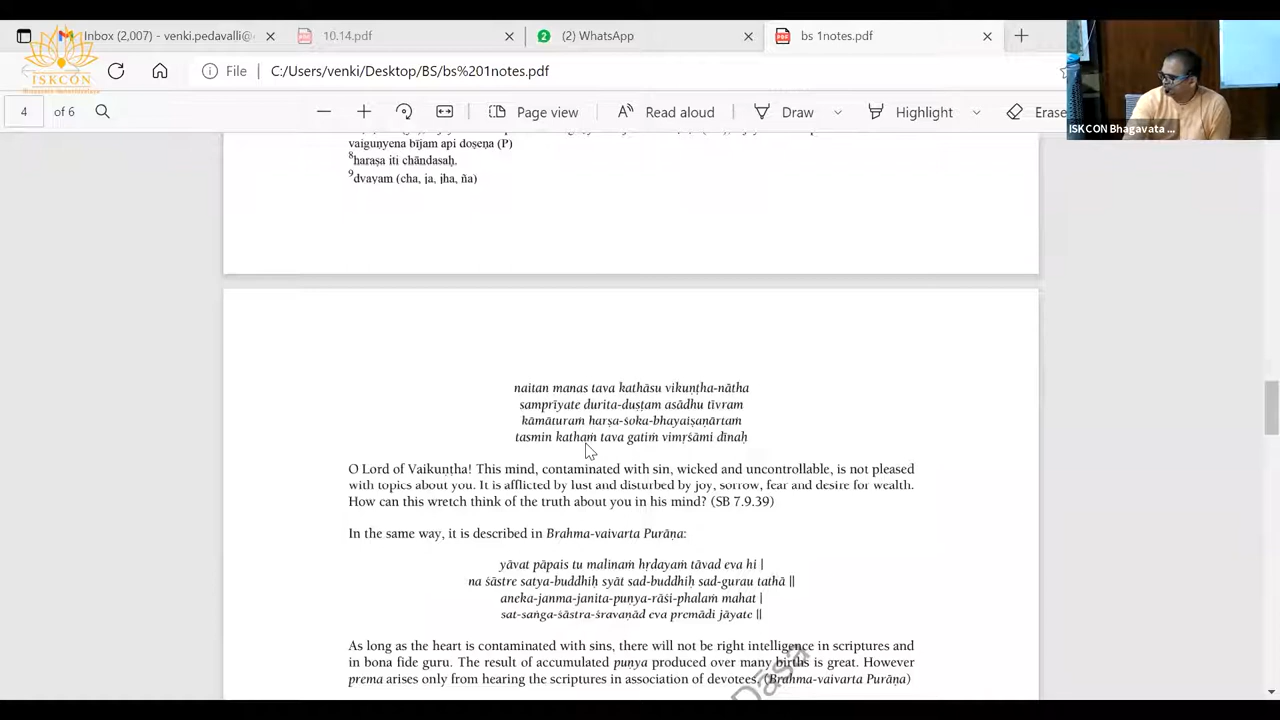 Inbox (2,007) - venki.pedavalli@
10.14.pdf
(2) WhatsApp
bs 1notes.pdf
ISKCON
File
C:/Users/venki/Desktop/BS/bs%201notes.pdf
4 of 6
Page view
Read aloud
Draw
Highlight
Erase
ISKCON Bhagavata ...
vaiguṇyena bījam api doṣeṇa (P)
8haraṣa iti chāndasaḥ.
9dvayam (cha, ja, jha, ña)
naitan manas tava kathāsu vikuṇṭha-nātha
samprīyate durita-duṣṭam asādhu tīvram
kāmāturaṁ harṣa-śoka-bhayaiṣaṇārtaṁ
tasmin kathaṁ tava gatiṁ vimṛśāmi dīnaḥ
O Lord of Vaikuṇṭha! This mind, contaminated with sin, wicked and uncontrollable, is not pleased
with topics about you. It is afflicted by lust and disturbed by joy, sorrow, fear and desire for wealth.
How can this wretch think of the truth about you in his mind? (SB 7.9.39)
In the same way, it is described in Brahma-vaivarta Purāṇa:
yāvat pāpais tu malinaṁ hṛdayaṁ tāvad eva hi |
na śāstre satya-buddhiḥ syāt sad-buddhiḥ sad-gurau tathā ||
aneka-janma-janita-puṇya-rāśi-phalaṁ mahat |
sat-saṅga-śāstra-śravaṇād eva premādi jāyate ||
As long as the heart is contaminated with sins, there will not be right intelligence in scriptures and
in bona fide guru. The result of accumulated puṇya produced over many births is great. However
prema arises only from hearing the scriptures in association of devotees. (Brahma-vaivarta Purāṇa)
Dāsa